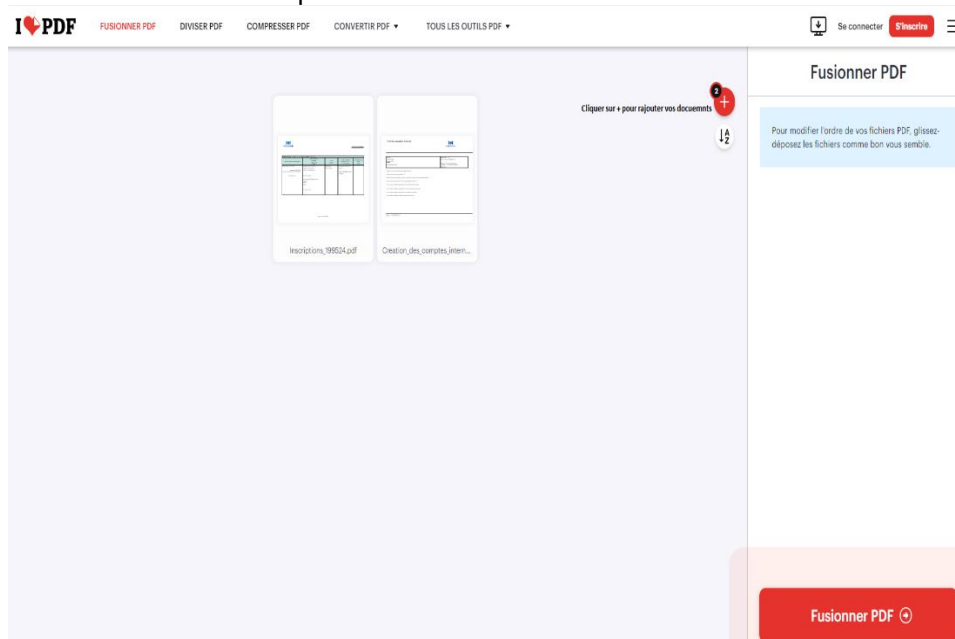 I PDF FUSIONNER PDF DIVISER PDF COMPRESSER PDF CONVERTIR PDF TOUS LES OUTILS PDF Se connecter S'inscrire
Fusionner PDF
2
Cliquer sur + pour rajouter vos docuemnts
Pour modifier l'ordre de vos fichiers PDF, glissez-
déposez les fichiers comme bon vous semble.
Inscriptions_199524.pdf Creation_des_comptes_intern...
Fusionner PDF